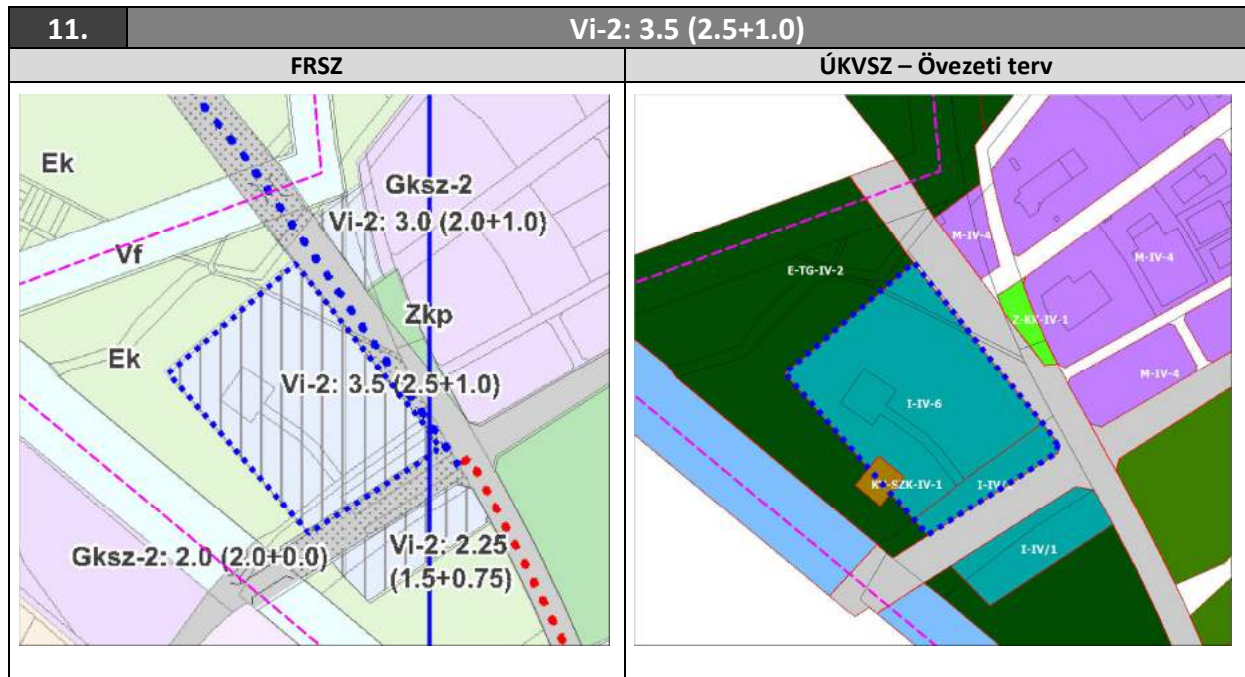 11.
Vi-2: 3.5 (2.5+1.0)
FRSZ
ÚKVSZ – Övezeti terv
Ek
Gksz-2
Vi-2: 3.0 (2.0+1.0)
Vf
Zkp
Ek
Vi-2: 3.5 (2.5+1.0)
Gksz-2: 2.0 (2.0+0.0)
Vi-2: 2.25
(1.5+0.75)
M-IV-4
E-TG-IV-2
M-IV-4
Z-KK-IV-1
M-IV-4
I-IV-6
I-IV/1